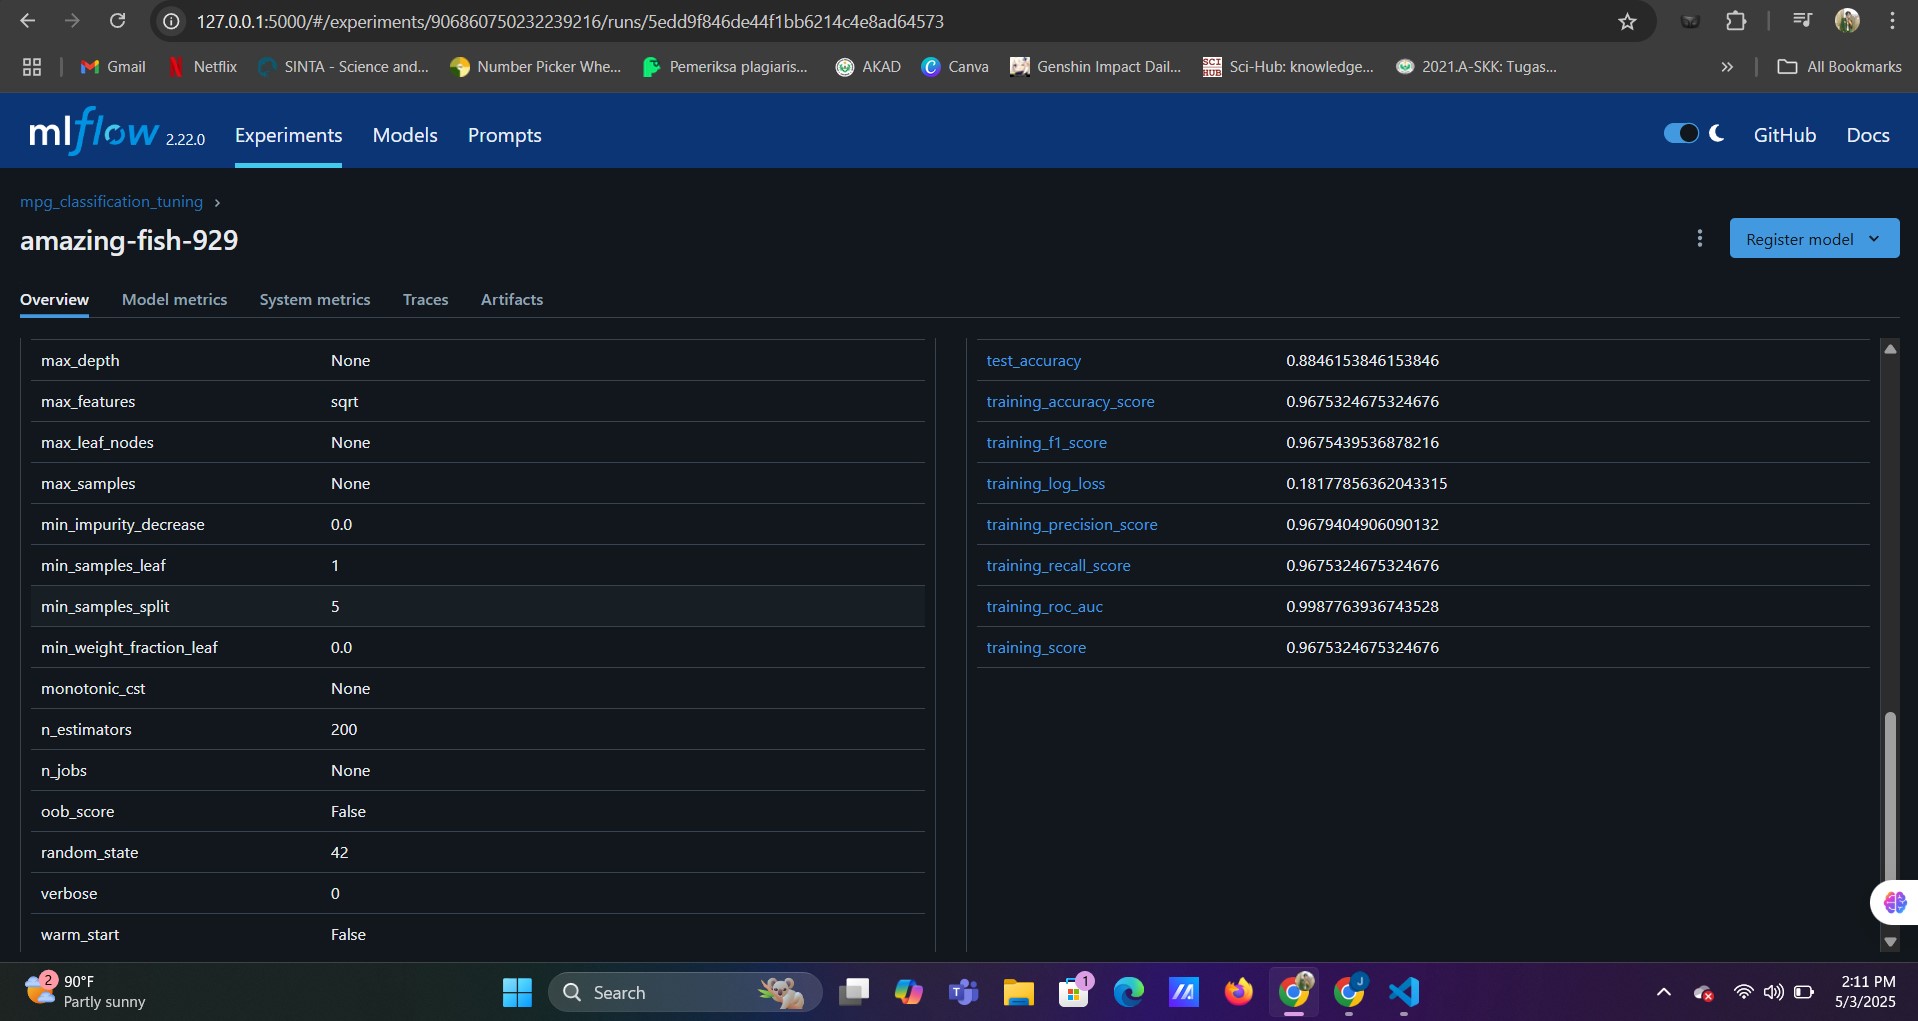 127.0.0.1:5000/#/experiments/906860750232239216/runs/5edd9f846de44f1bb6214c4e8ad64573
Gmail
Netflix
SINTA - Science and...
Number Picker Whe...
Pemeriksa plagiaris...
AKAD
Canva
Genshin Impact Dail...
SCI HUB
Sci-Hub: knowledge...
2021.A-SKK: Tugas...
All Bookmarks
mlflow 2.22.0
Experiments
Models
Prompts
GitHub
Docs
mpg_classification_tuning
amazing-fish-929
Register model
Overview
Model metrics
System metrics
Traces
Artifacts
max_depth None
max_features sqrt
max_leaf_nodes None
max_samples None
min_impurity_decrease 0.0
min_samples_leaf 1
min_samples_split 5
min_weight_fraction_leaf 0.0
monotonic_cst None
n_estimators 200
n_jobs None
oob_score False
random_state 42
verbose 0
warm_start False
test_accuracy 0.8846153846153846
training_accuracy_score 0.9675324675324676
training_f1_score 0.9675439536878216
training_log_loss 0.18177856362043315
training_precision_score 0.9679404906090132
training_recall_score 0.9675324675324676
training_roc_auc 0.9987763936743528
training_score 0.9675324675324676
2
90°F
Partly sunny
Search
1
J
2:11 PM
5/3/2025